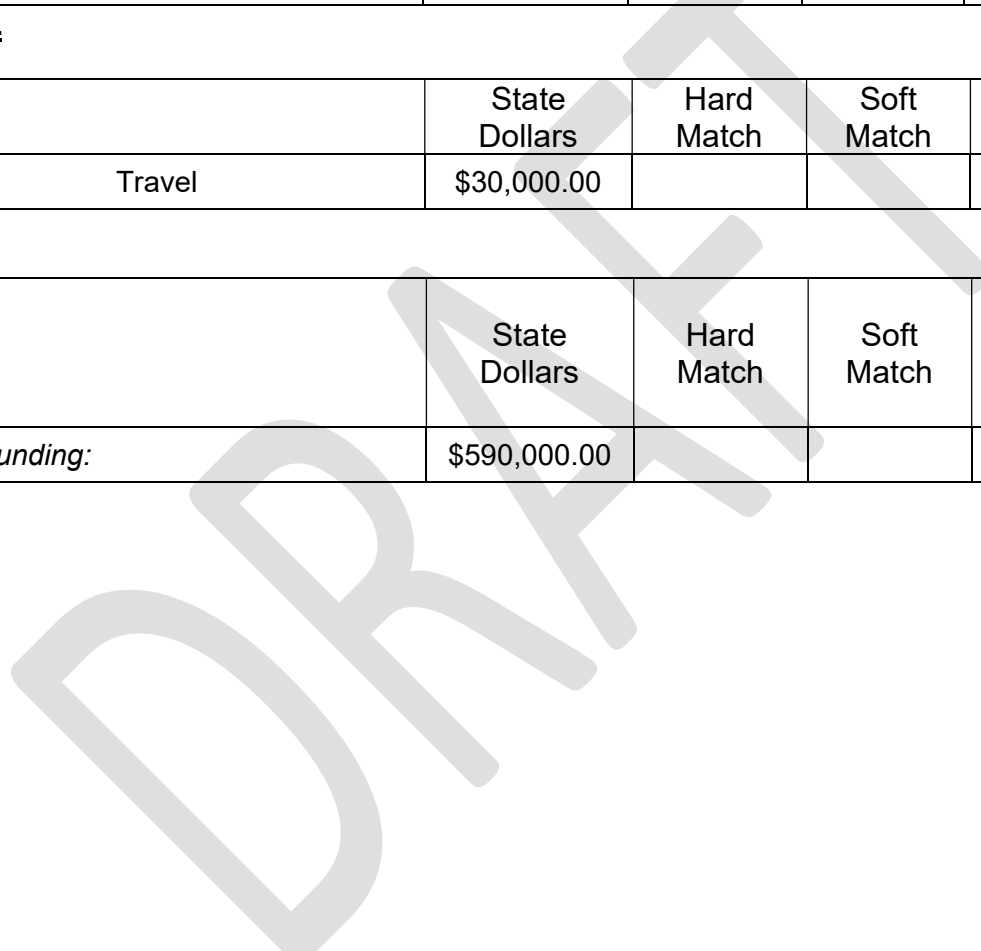 State Hard Soft
Dollars Match Match
Travel $30,000.00
State Hard Soft
Dollars Match Match
unding: $590,000.00
DRAFT